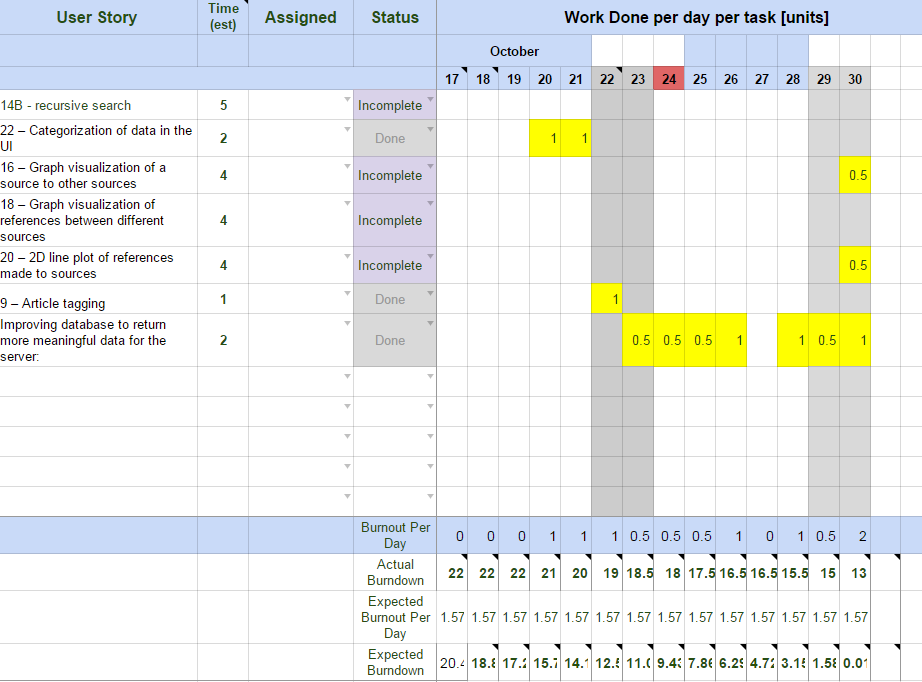 User Story Time (est) Assigned Status Work Done per day per task [units]
October
17 18 19 20 21 22 23 24 25 26 27 28 29 30
14B - recursive search 5 Incomplete
22 – Categorization of data in the
UI 2 Done 1 1
16 – Graph visualization of a
source to other sources 4 Incomplete 0.5
18 – Graph visualization of
references between different
sources 4 Incomplete
20 – 2D line plot of references
made to sources 4 Incomplete 0.5
9 – Article tagging 1 Done 1
Improving database to return
more meaningful data for the
server: 2 Done 0.5 0.5 0.5 1 1 0.5 1
Burnout Per
Day 0 0 0 1 1 1 0.5 0.5 0.5 1 0 1 0.5 2
Actual
Burndown 22 22 22 21 20 19 18.5 18 17.5 16.5 16.5 15.5 15 13
Expected
Burnout Per
Day 1.57 1.57 1.57 1.57 1.57 1.57 1.57 1.57 1.57 1.57 1.57 1.57 1.57 1.57
Expected
Burndown 20.4 18.8 17.2 15.7 14.1 12.5 11.0 9.43 7.86 6.29 4.72 3.15 1.58 0.01